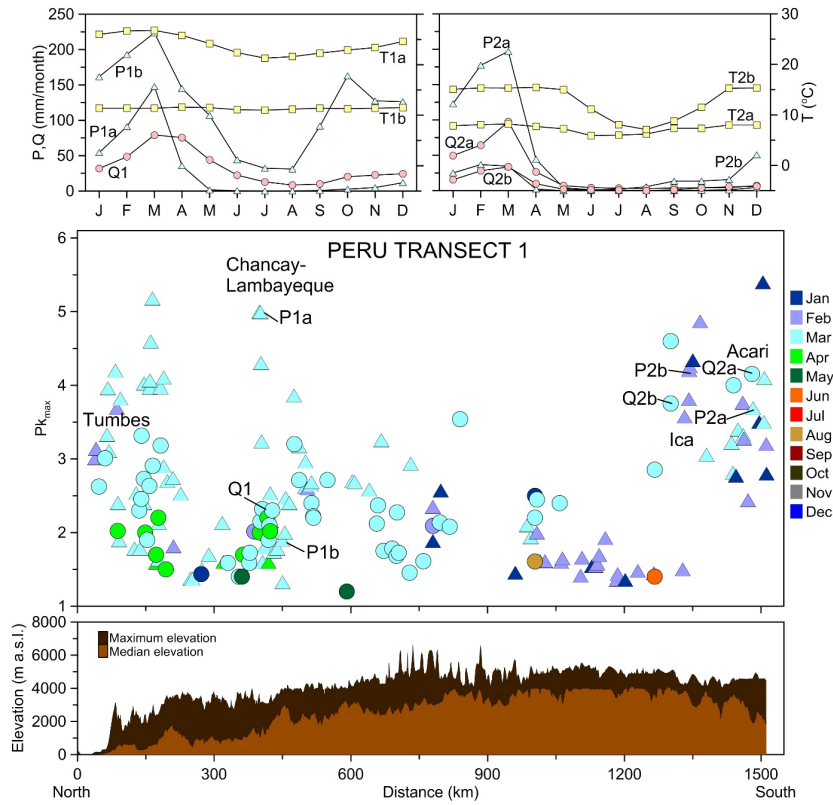 250
200
150
100
50
0
P,Q (mm/month)
P1b
P1a
Q1
T1a
T1b
J F M A M J J A S O N D
P2a
Q2a
Q2b
T2b
T2a
P2b
J F M A M J J A S O N D
30
20
10
0
T (°C)
PERU TRANSECT 1
6
5
4
3
2
1
Pkmax
Chancay-
Lambayeque
P1a
Tumbes
Q1
P1b
P2b
Q2b
Ica
Acari
Q2a
P2a
Jan
Feb
Mar
Apr
May
Jun
Jul
Aug
Sep
Oct
Nov
Dec
8000
6000
4000
2000
0
Elevation (m a.s.l.)
Maximum elevation
Median elevation
0 300 600 900 1200 1500
North Distance (km) South